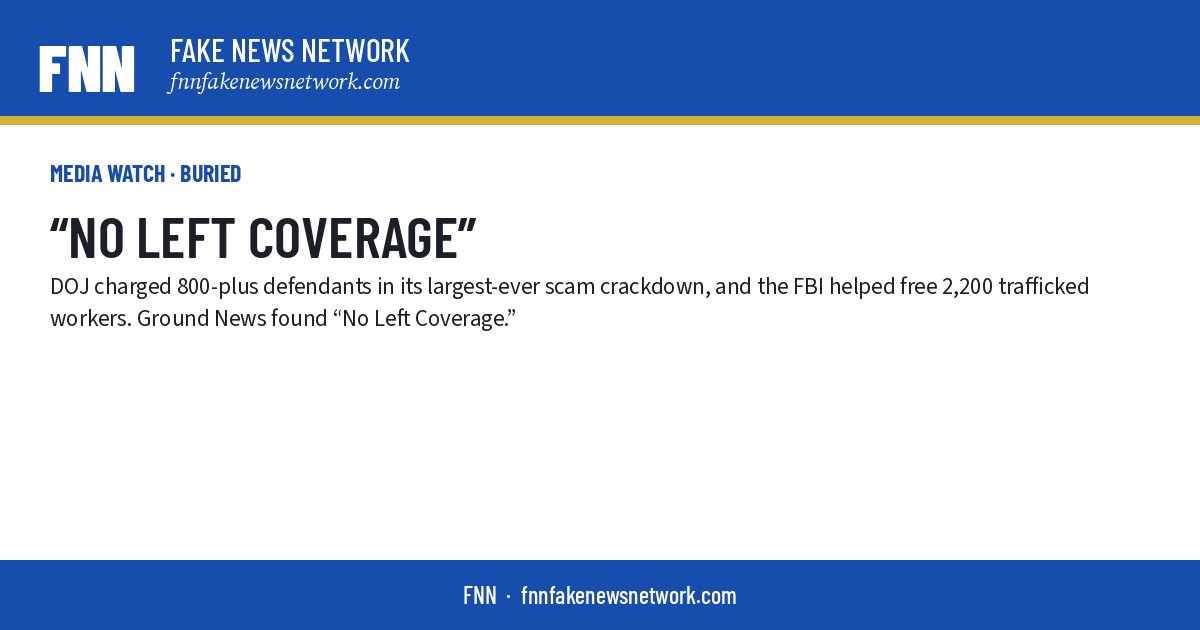 FNN
FAKE NEWS NETWORK
fnnfakenewsnetwork.com
MEDIA WATCH · BURIED
“NO LEFT COVERAGE”
DOJ charged 800-plus defendants in its largest-ever scam crackdown, and the FBI helped free 2,200 trafficked
workers. Ground News found “No Left Coverage.”
FNN · fnnfakenewsnetwork.com